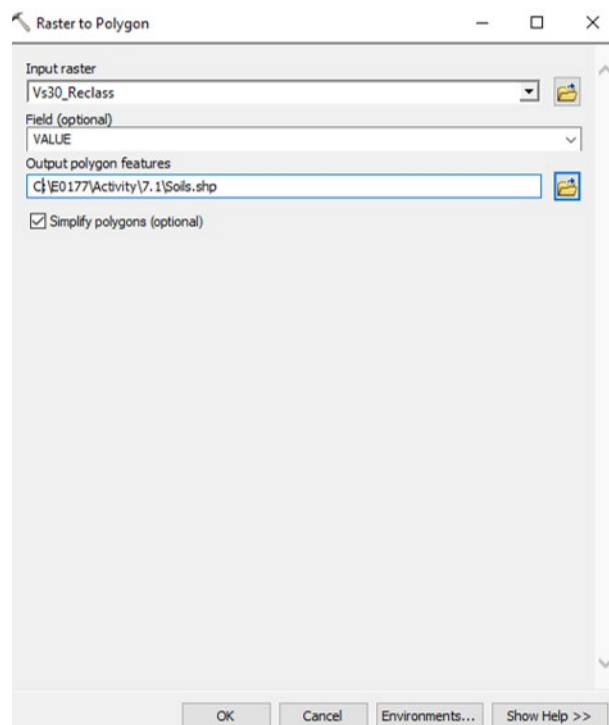 Raster to Polygon
Input raster
Vs30_Reclass
Field (optional)
VALUE
Output polygon features
C:\E0177\Activity\7.1\Soils.shp
Simplify polygons (optional)
OK Cancel Environments... Show Help >>